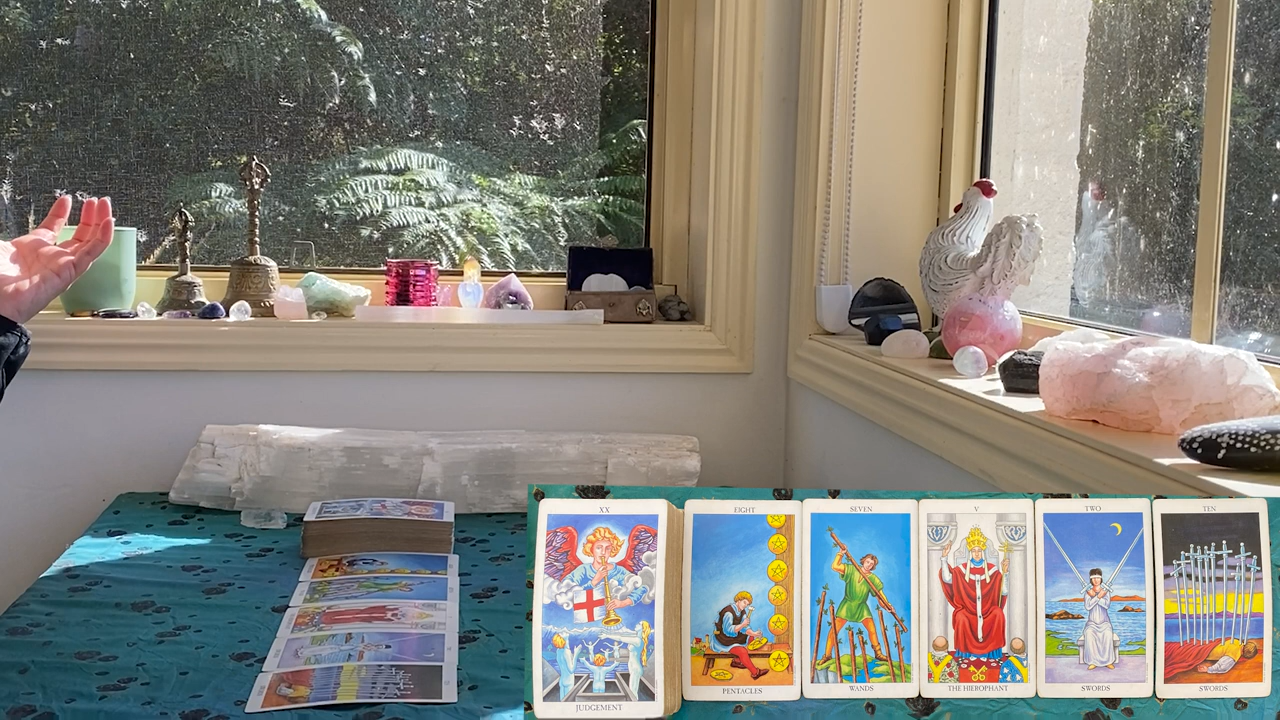 XX
JUDGEMENT
EIGHT
PENTACLES
SEVEN
WANDS
V
THE HIEROPHANT
TWO
SWORDS
TEN
SWORDS